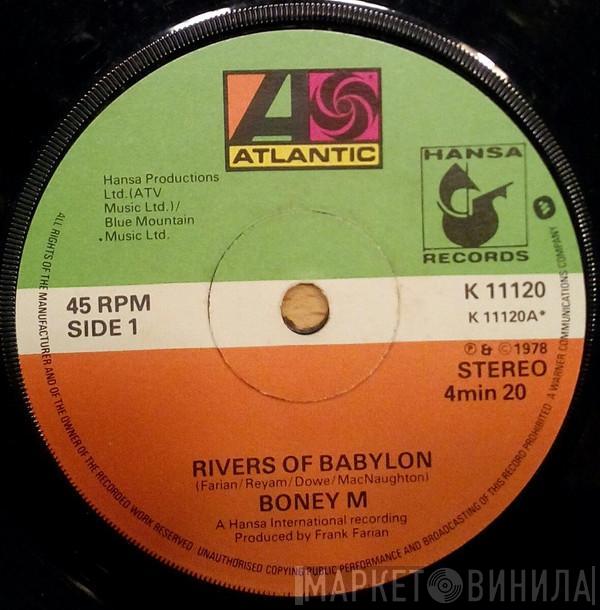 ATLANTIC
Hansa Productions
Ltd.(ATV
Music Ltd.)/
Blue Mountain
Music Ltd.
HANSA
RECORDS
45 RPM
SIDE 1
K 11120
K 11120A*
℗ & © 1978
STEREO
4min 20
RIVERS OF BABYLON
(Farian/Reyam/Dowe/MacNaughton)
BONEY M
A Hansa International recording
Produced by Frank Farian
ALL RIGHTS OF THE MANUFACTURER AND OF THE OWNER OF THE RECORDED WORK RESERVED. UNAUTHORISED COPYING PUBLIC PERFORMANCE AND BROADCASTING OF THIS RECORD PROHIBITED. A WARNER COMMUNICATIONS COMPANY
МАРКЕТ ВИНИЛА